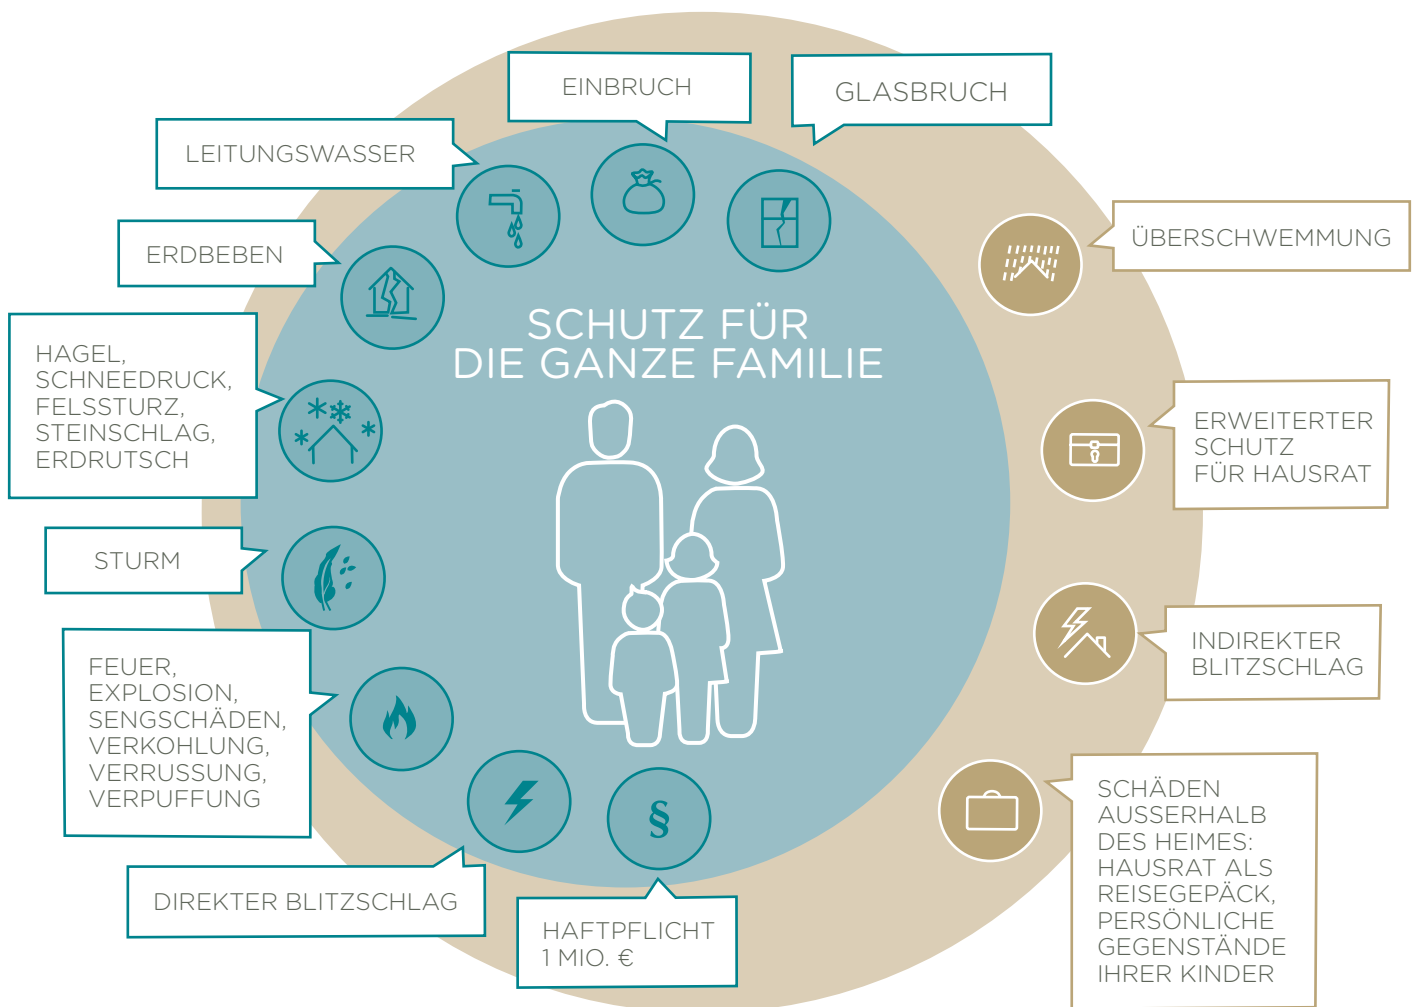 EINBRUCH
GLASBRUCH
LEITUNGSWASSER
ERDBEBEN
ÜBERSCHWEMMUNG
SCHUTZ FÜR
DIE GANZE FAMILIE
HAGEL,
SCHNEEDRUCK,
FELSSTURZ,
STEINSCHLAG,
ERDRUTSCH
ERWEITERTER
SCHUTZ
FÜR HAUSRAT
STURM
INDIREKTER
BLITZSCHLAG
FEUER,
EXPLOSION,
SENGSCHÄDEN,
VERKOHLUNG,
VERRUSSUNG,
VERPUFFUNG
§
SCHÄDEN
AUSSERHALB
DES HEIMES:
HAUSRAT ALS
REISEGEPÄCK,
PERSÖNLICHE
GEGENSTÄNDE
IHRER KINDER
DIREKTER BLITZSCHLAG
HAFTPFLICHT
1 MIO. €